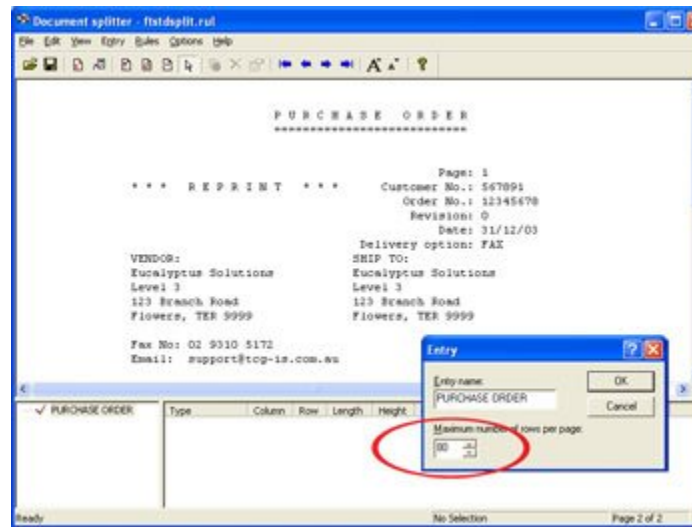 Document splitter - ftstdsplit.rul
File Edit View Entry Rules Options Help
PURCHASE ORDER
Page: 1
*** REPRINT *** Customer No.: 567891
Order No.: 12345678
Revision: 0
Date: 31/12/03
Delivery option: FAX
VENDOR: SHIP TO:
Eucalyptus Solutions Eucalyptus Solutions
Level 3 Level 3
123 Branch Road 123 Branch Road
Flowers, TER 9999 Flowers, TER 9999
Fax No: 02 9310 5172
Email: support@tcg-is.com.au
Entry
Entry name:
OK
PURCHASE ORDER
Cancel
Maximum number of rows per page:
80
PURCHASE ORDER
Type Column Row Length Height
Ready No Selection Page 2 of 2